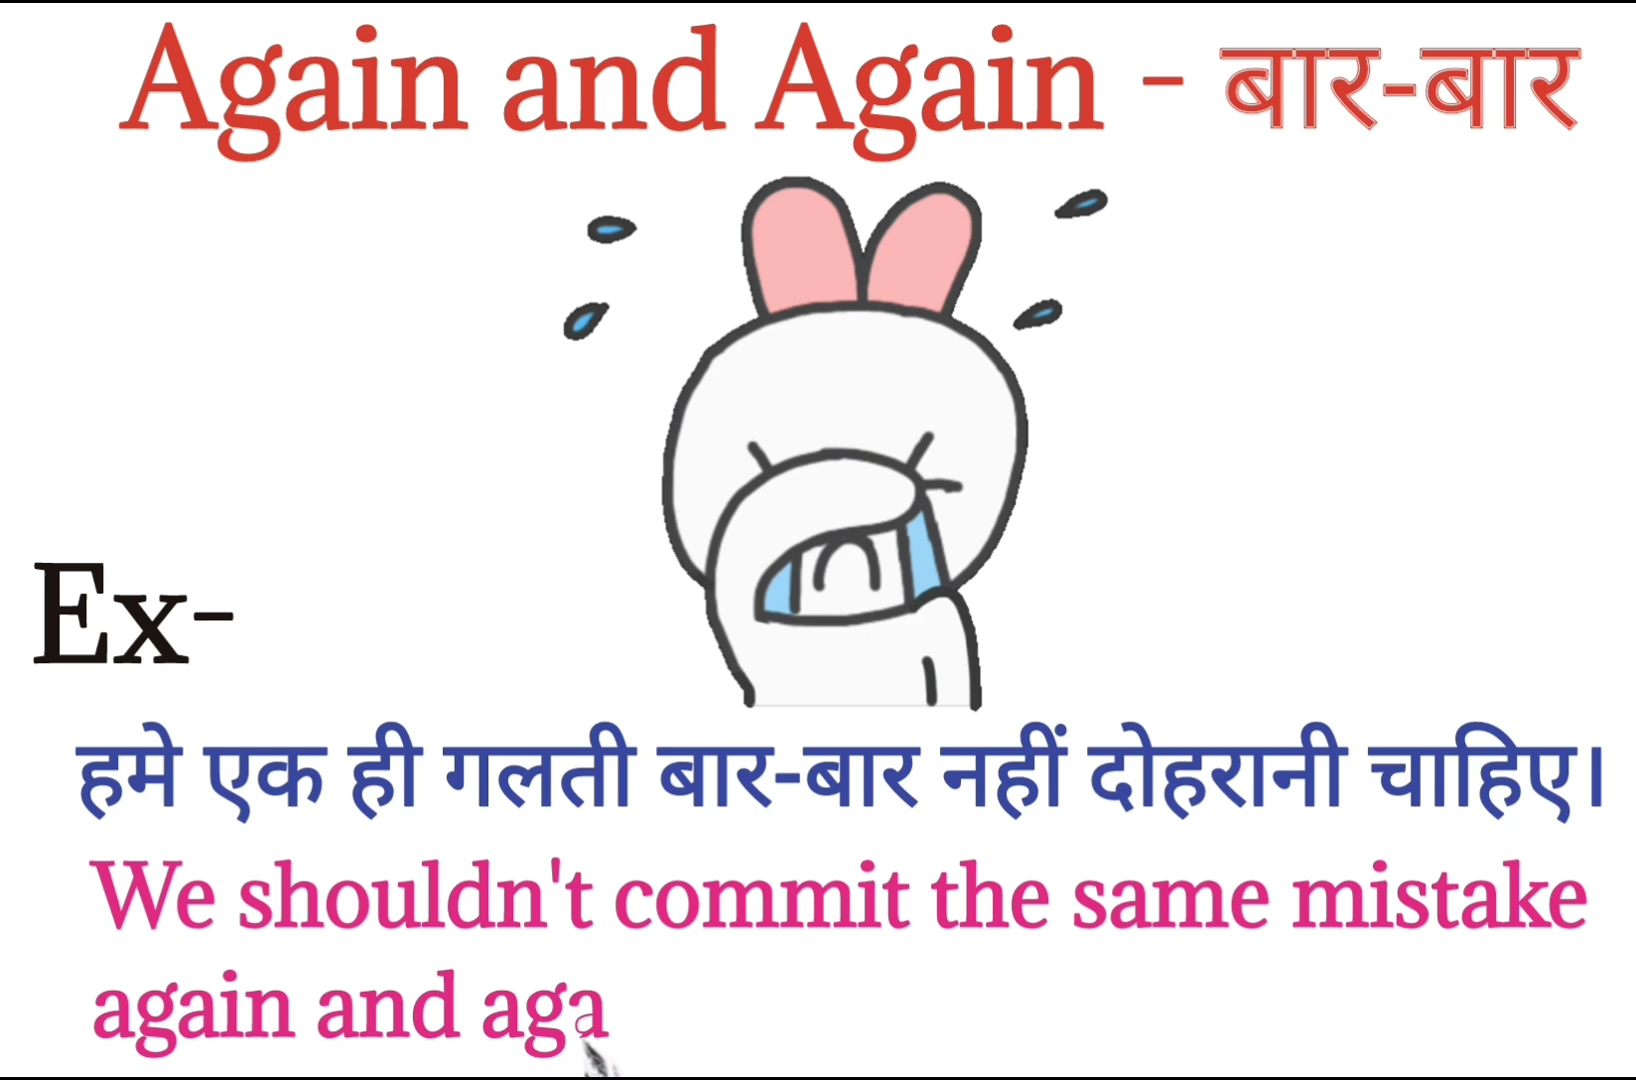 Again and Again - बार-बार
Ex-
हमे एक ही गलती बार-बार नहीं दोहरानी चाहिए।
We shouldn't commit the same mistake
again and aga